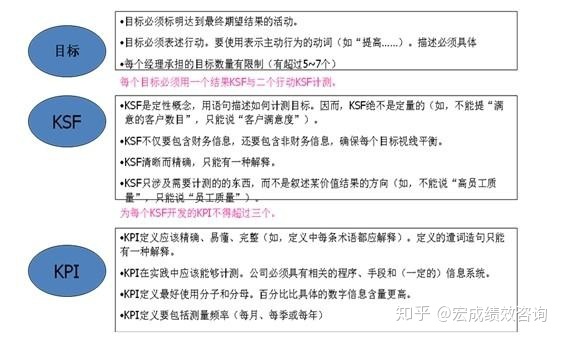 目标
•目标必须标明达到最终期望结果的活动。
•目标必须表述行动。要使用表示主动行为的动词（如“提高……）。描述必须具体
•每个经理承担的目标数量有限制（有超过5~7个）
每个目标必须用一个结果KSF与二个行动KSF计测。
KSF
•KSF是定性概念，用语句描述如何计测目标。因而，KSF绝不是定量的（如，不能提“满
意的客户数目”，只能说“客户满意度”）。
•KSF不仅要包含财务信息，还要包含非财务信息，确保每个目标视线平衡。
•KSF清晰而精确，只能有一种解释。
•KSF只涉及需要计测的的东西，而不是叙述某价值结果的方向（如，不能说“高员工质
量”，只能说“员工质量”）。
为每个KSF开发的KPI不得超过三个。
KPI
•KPI定义应该精确、易懂、完整（如，定义中每条术语都应解释）。定义的遣词造句只能
有一种解释。
•KPI在实践中应该能够计测。公司必须具有相关的程序、手段和（一定的）信息系统。
•KPI定义最好使用分子和分母。百分比比具体的数字信息含量更高。
•KPI定义要包括测量频率（每月、每季或每年）
知乎 @宏成绩效咨询